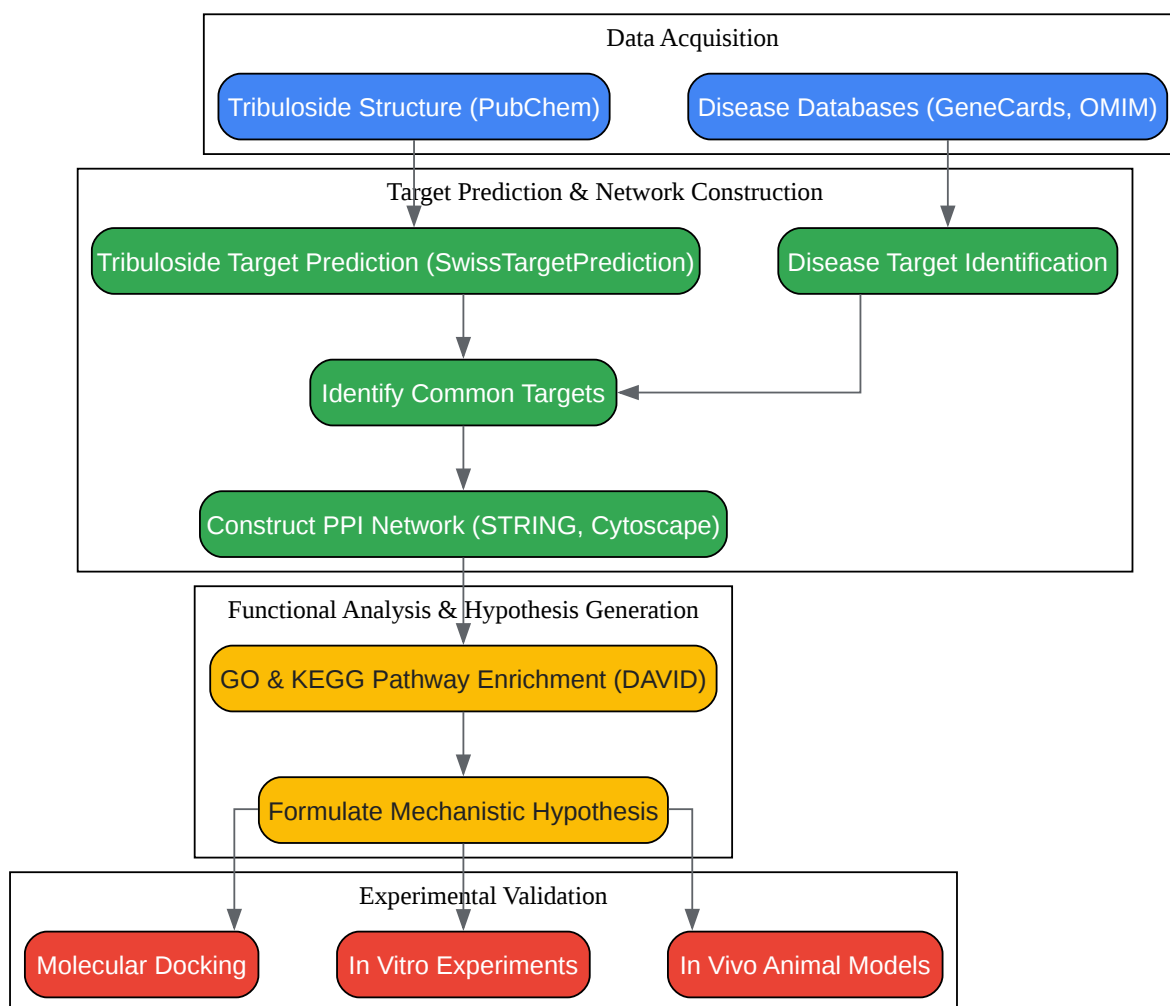 Data Acquisition
Tribuloside Structure (PubChem)
Disease Databases (GeneCards, OMIM)
Target Prediction & Network Construction
Tribuloside Target Prediction (SwissTargetPrediction)
Disease Target Identification
Identify Common Targets
Construct PPI Network (STRING, Cytoscape)
Functional Analysis & Hypothesis Generation
GO & KEGG Pathway Enrichment (DAVID)
Formulate Mechanistic Hypothesis
Experimental Validation
Molecular Docking
In Vitro Experiments
In Vivo Animal Models